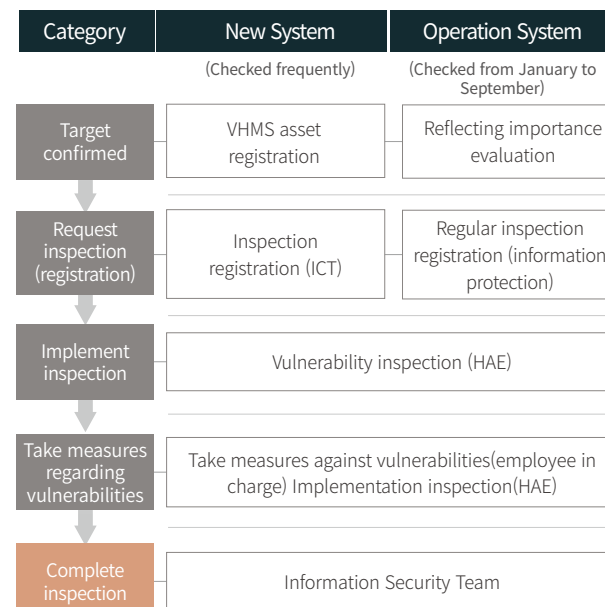 Category
New System
Operation System
(Checked frequently)
(Checked from January to
September)
Target
confirmed
VHMS asset
registration
Reflecting importance
evaluation
Request
inspection
(registration)
Inspection
registration (ICT)
Regular inspection
registration (information
protection)
Implement
inspection
Vulnerability inspection (HAE)
Take measures
regarding
vulnerabilities
Take measures against vulnerabilities(employee in
charge) Implementation inspection(HAE)
Complete
inspection
Information Security Team